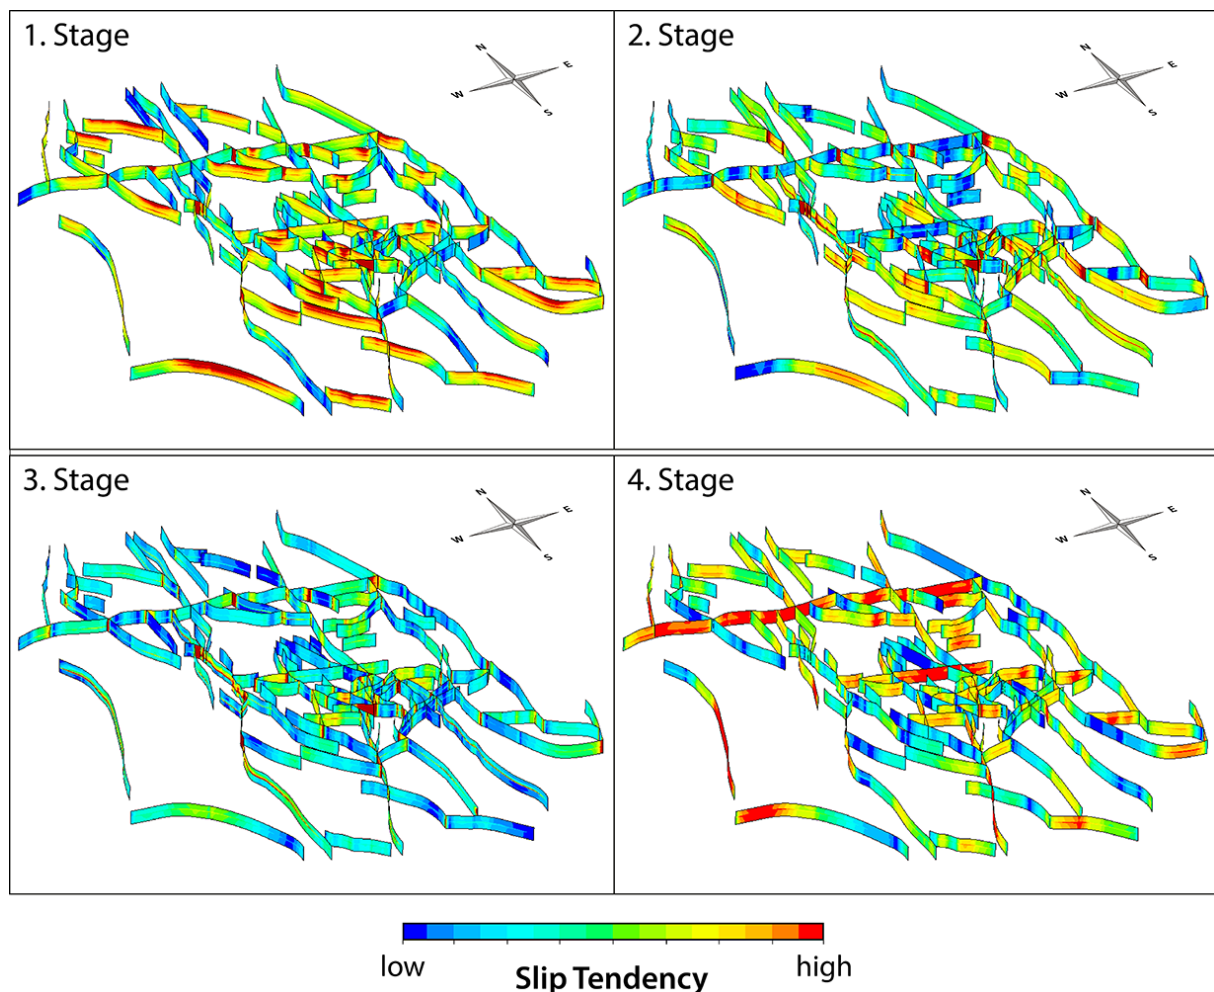 1. Stage
N
E
W
S
2. Stage
N
E
W
S
3. Stage
N
E
W
S
4. Stage
N
E
W
S
low
high
Slip Tendency